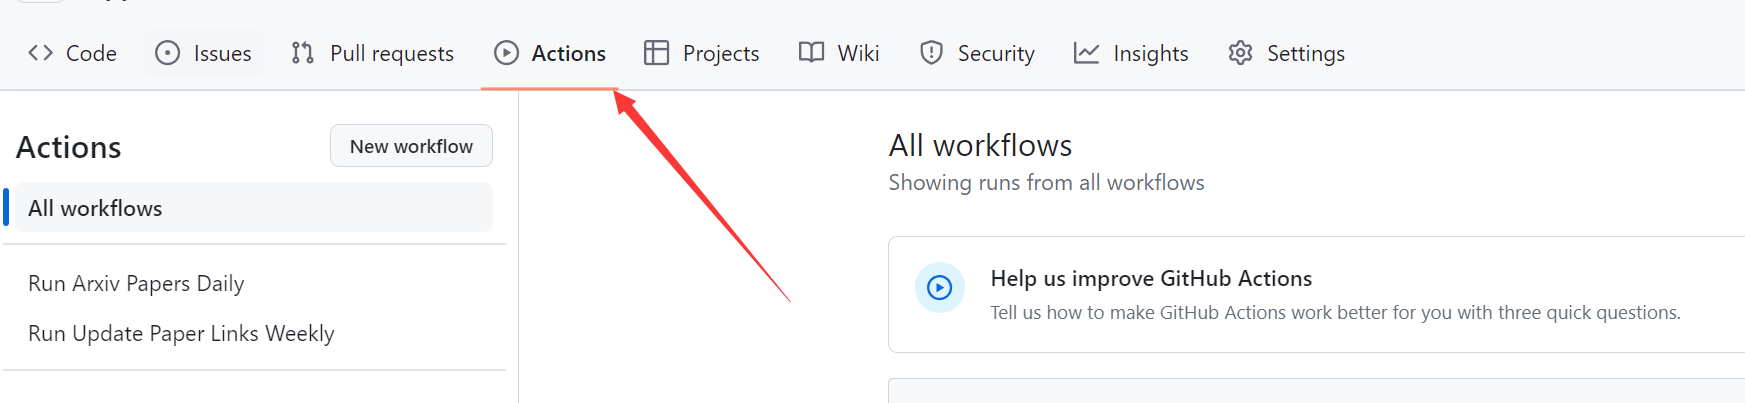 Code Issues Pull requests Actions Projects Wiki Security Insights Settings
Actions
New workflow
All workflows
Run Arxiv Papers Daily
Run Update Paper Links Weekly
All workflows
Showing runs from all workflows
Help us improve GitHub Actions
Tell us how to make GitHub Actions work better for you with three quick questions.